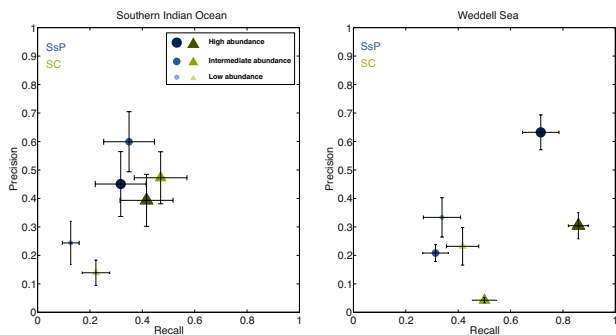 Southern Indian Ocean
SsP
SC
High abundance
Intermediate abundance
Low abundance
Precision
1
0.9
0.8
0.7
0.6
0.5
0.4
0.3
0.2
0.1
0
0
0.2
0.4
0.6
0.8
1
Recall
Weddell Sea
SsP
SC
Precision
1
0.9
0.8
0.7
0.6
0.5
0.4
0.3
0.2
0.1
0
0
0.2
0.4
0.6
0.8
1
Recall